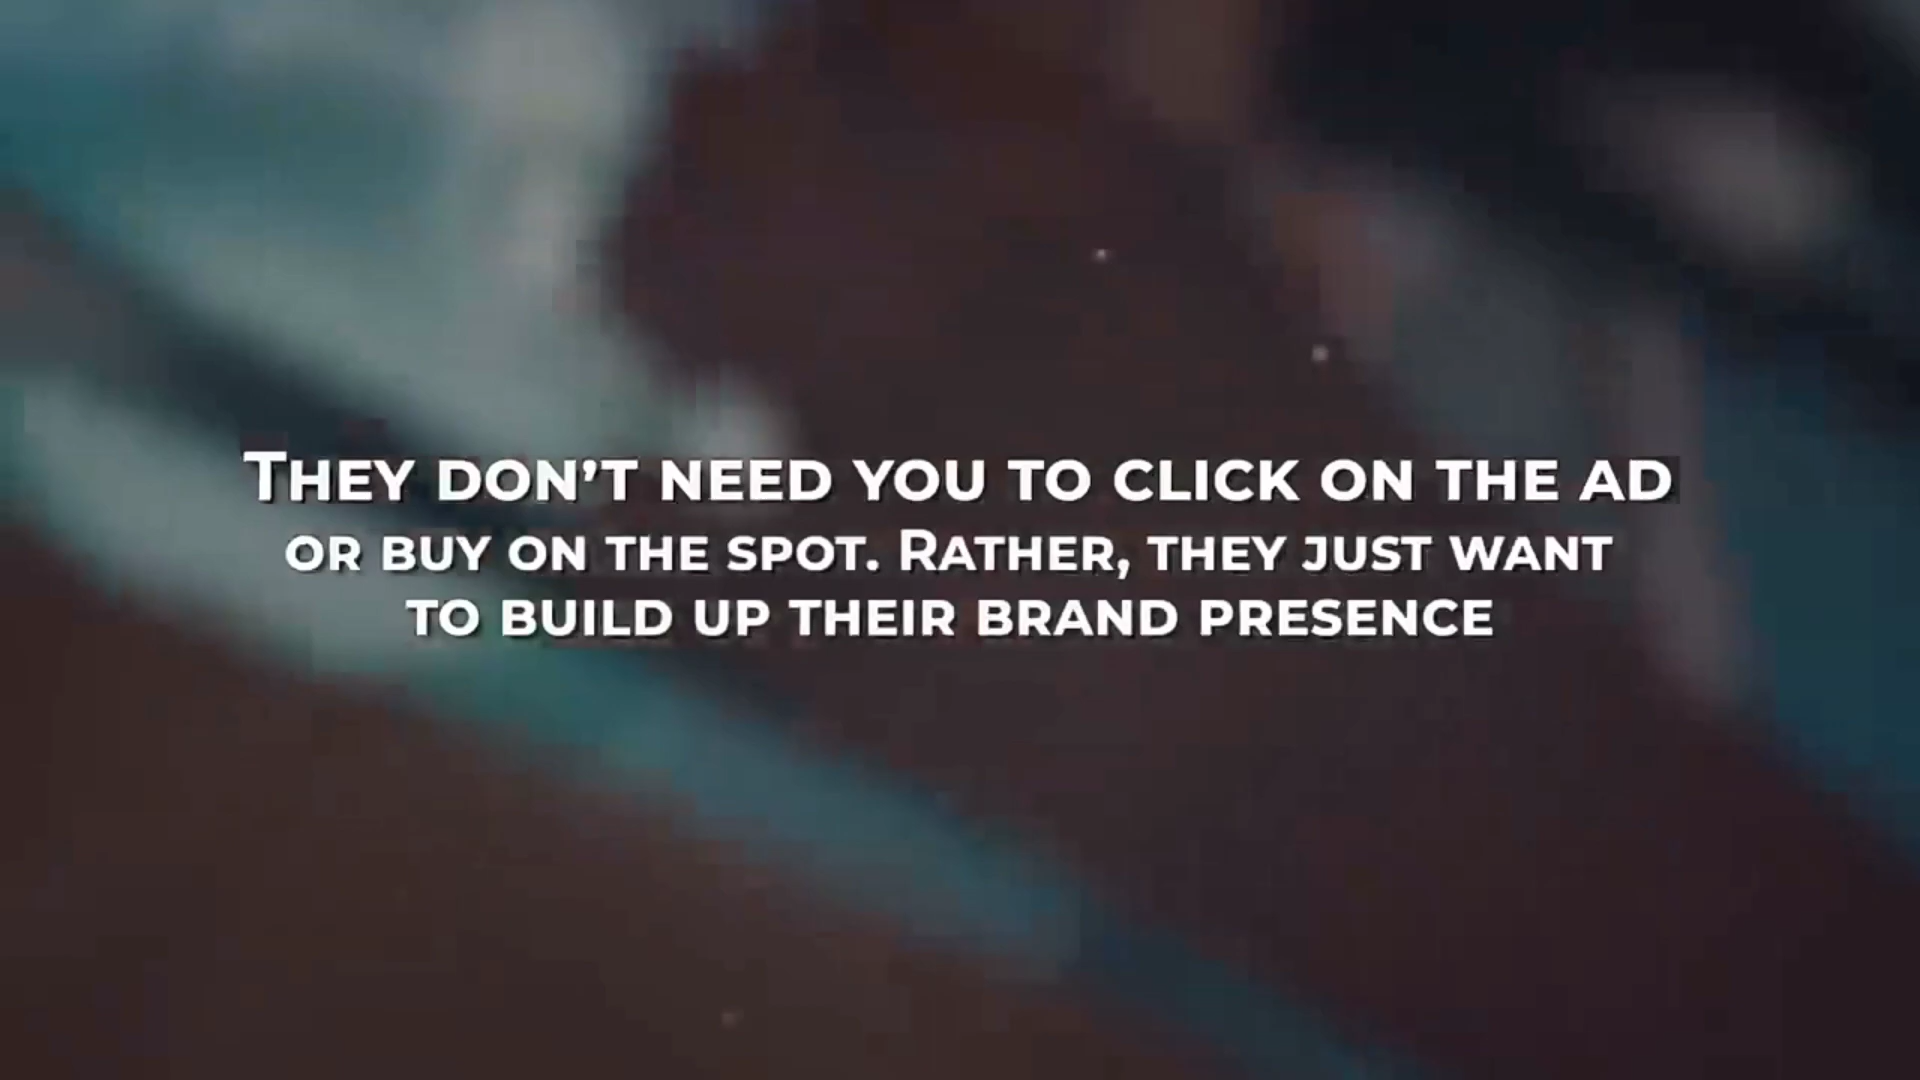 They don’t need you to click on the ad
or buy on the spot. Rather, they just want
to build up their brand presence